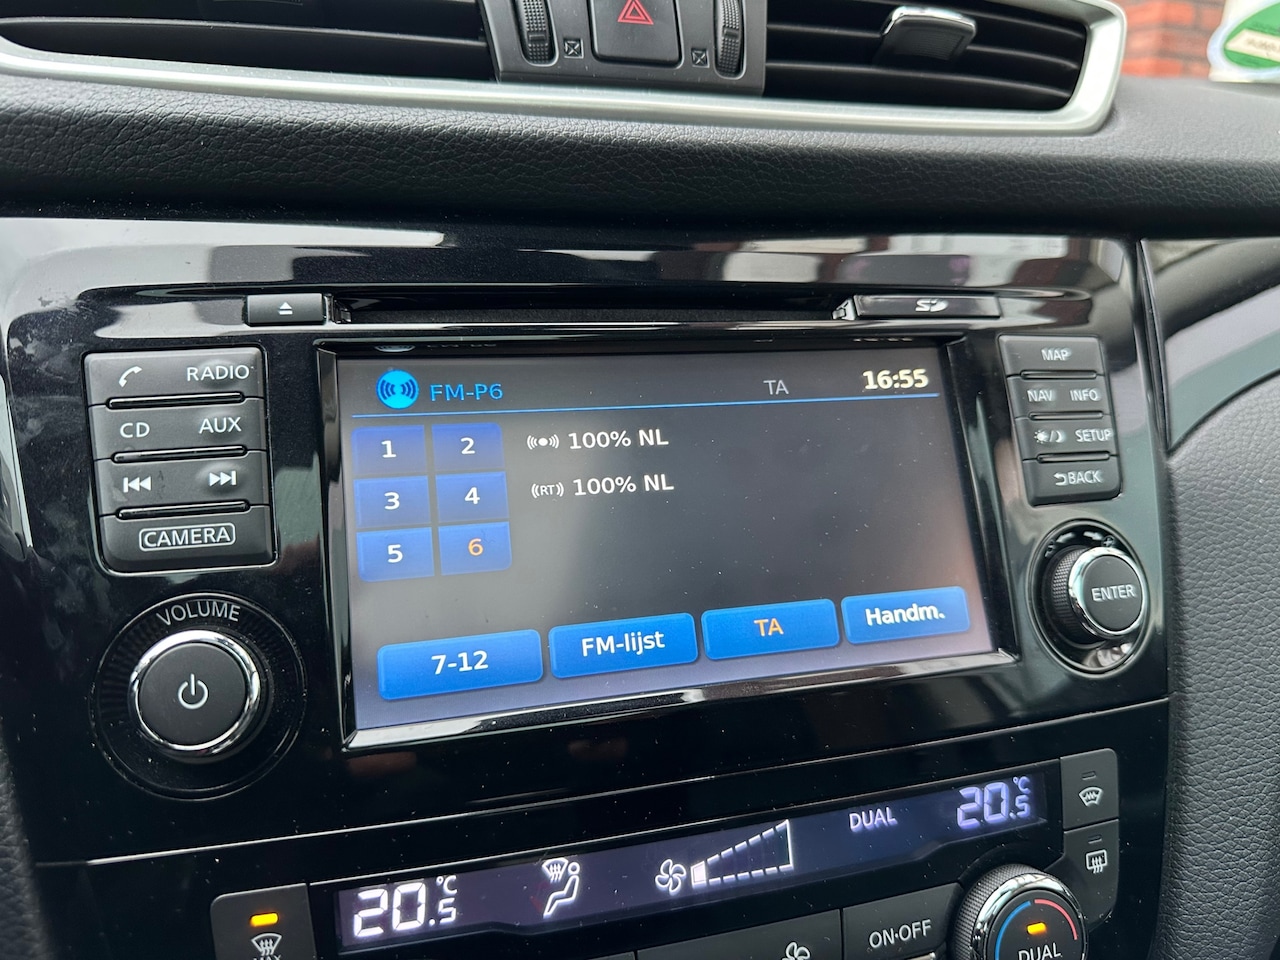 SD
RADIO
CD AUX
CAMERA
VOLUME
FM-P6 TA 16:55
1 2 100% NL
3 4 (RT) 100% NL
5 6
7-12 FM-lijst TA Handm.
MAP
NAV INFO
SETUP
BACK
ENTER
20.5 °C DUAL 20.5 °C
MAX
ON·OFF
DUAL